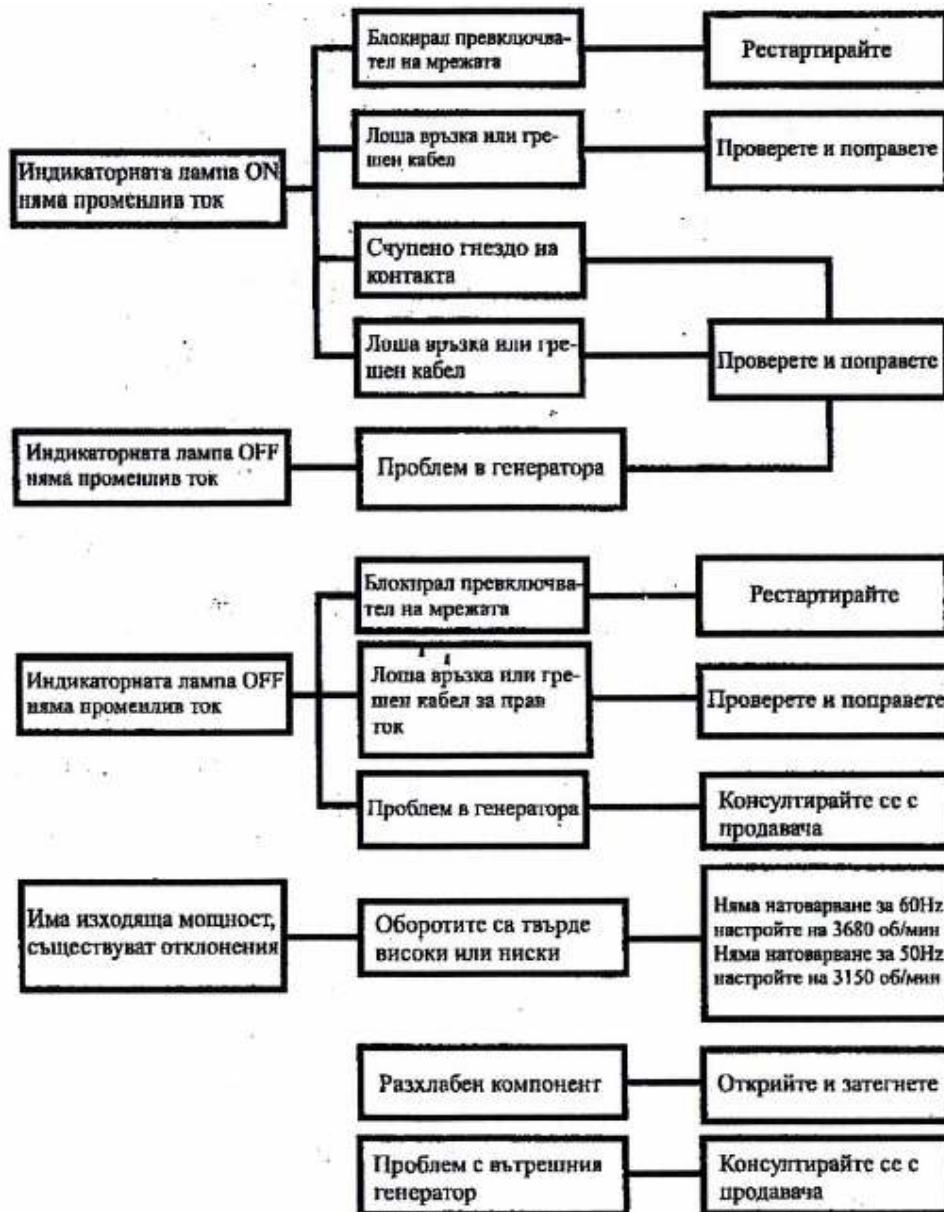 Блокирал превключва-
тел на мрежата
Рестартирайте
Лоша връзка или гре-
шен кабел
Проверете и поправете
Индикаторната лампа ON
няма променлив ток
Счупено гнездо на
контакта
Лоша връзка или гре-
шен кабел
Проверете и поправете
Индикаторната лампа OFF
няма променлив ток
Проблем в генератора
Блокирал превключва-
тел на мрежата
Рестартирайте
Индикаторната лампа OFF
няма променлив ток
Лоша връзка или гре-
шен кабел за прав
ток
Проверете и поправете
Проблем в генератора
Консултирайте се с
продавача
Има изходяща мощност,
съществуват отклонения
Оборотите са твърде
високи или ниски
Няма натоварване за 60Hz
настройте на 3680 об/мин
Няма натоварване за 50Hz
настройте на 3150 об/мин
Разхлабен компонент
Открийте и затегнете
Проблем с вътрешния
генератор
Консултирайте се с
продавача